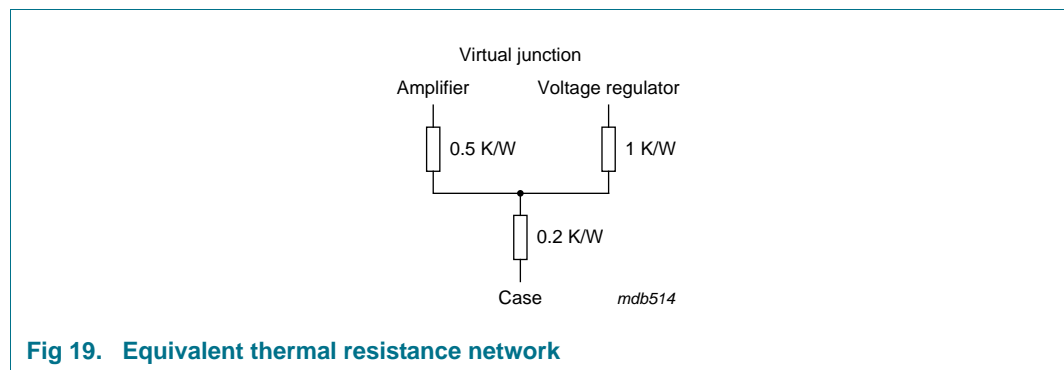 Virtual junction
Amplifier Voltage regulator
0.5 K/W 1 K/W
0.2 K/W
Case mdb514
Fig 19. Equivalent thermal resistance network